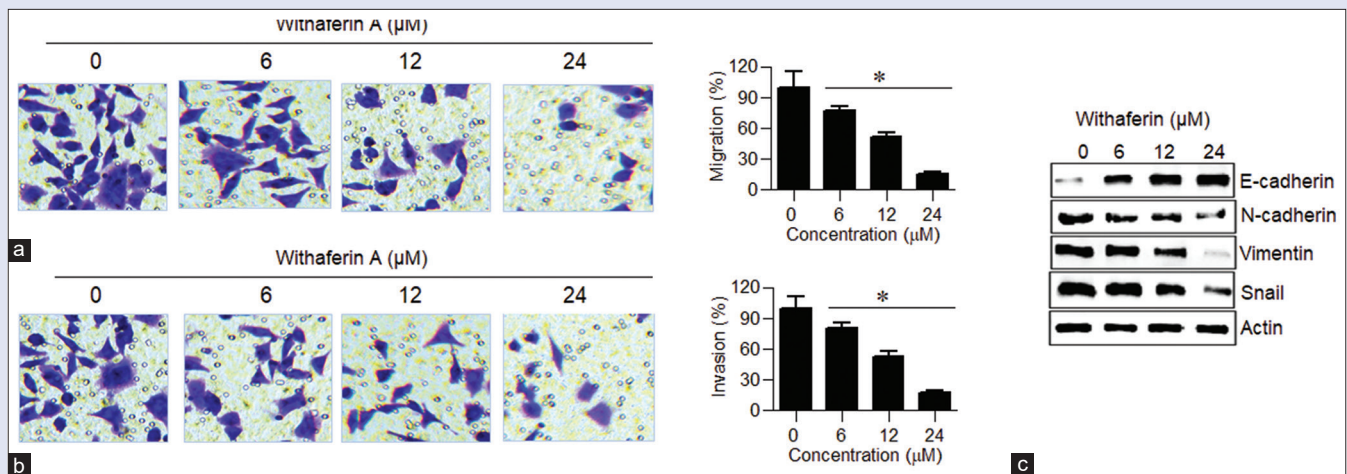 Withaferin A (µM)
0 6 12 24
a
120
90
60
30
0
Migration (%)
*
0 6 12 24
Concentration (µM)
Withaferin A (µM)
0 6 12 24
b
120
90
60
30
0
Invasion (%)
*
0 6 12 24
Concentration (µM)
Withaferin (µM)
0 6 12 24
E-cadherin
N-cadherin
Vimentin
Snail
Actin
c